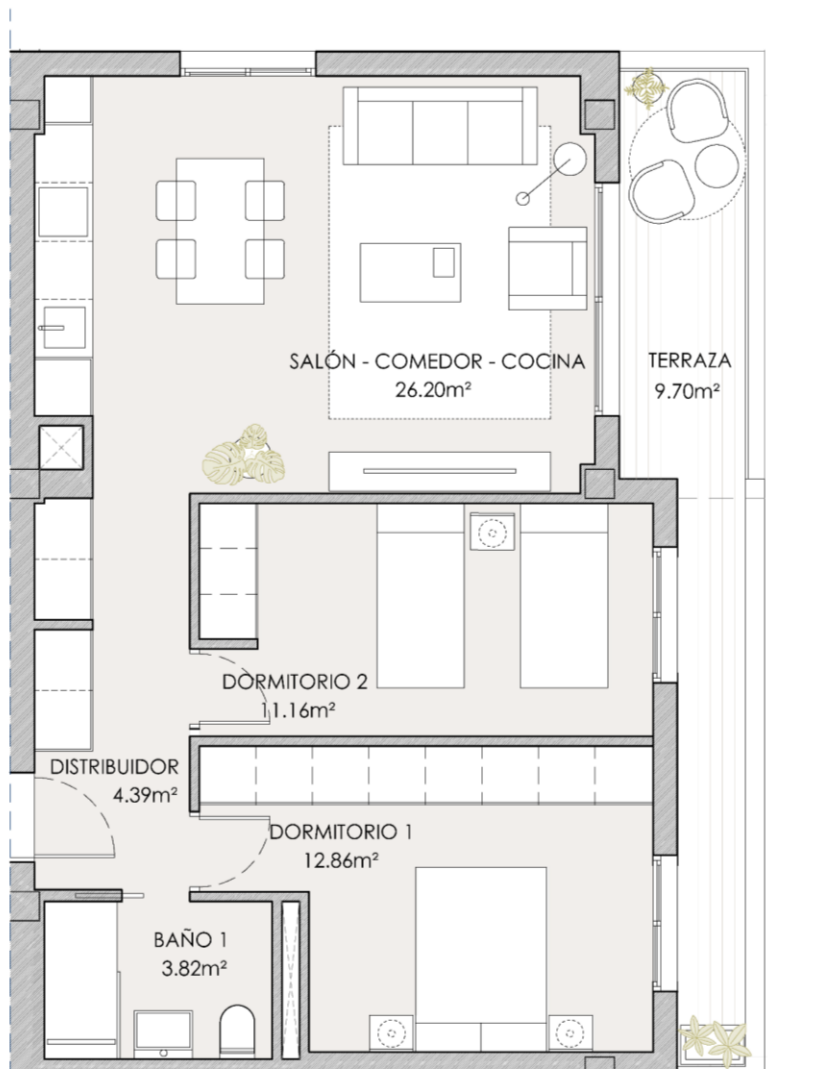 SALÓN - COMEDOR - COCINA
26.20m²
TERRAZA
9.70m²
DORMITORIO 2
11.16m²
DISTRIBUIDOR
4.39m²
DORMITORIO 1
12.86m²
BAÑO 1
3.82m²